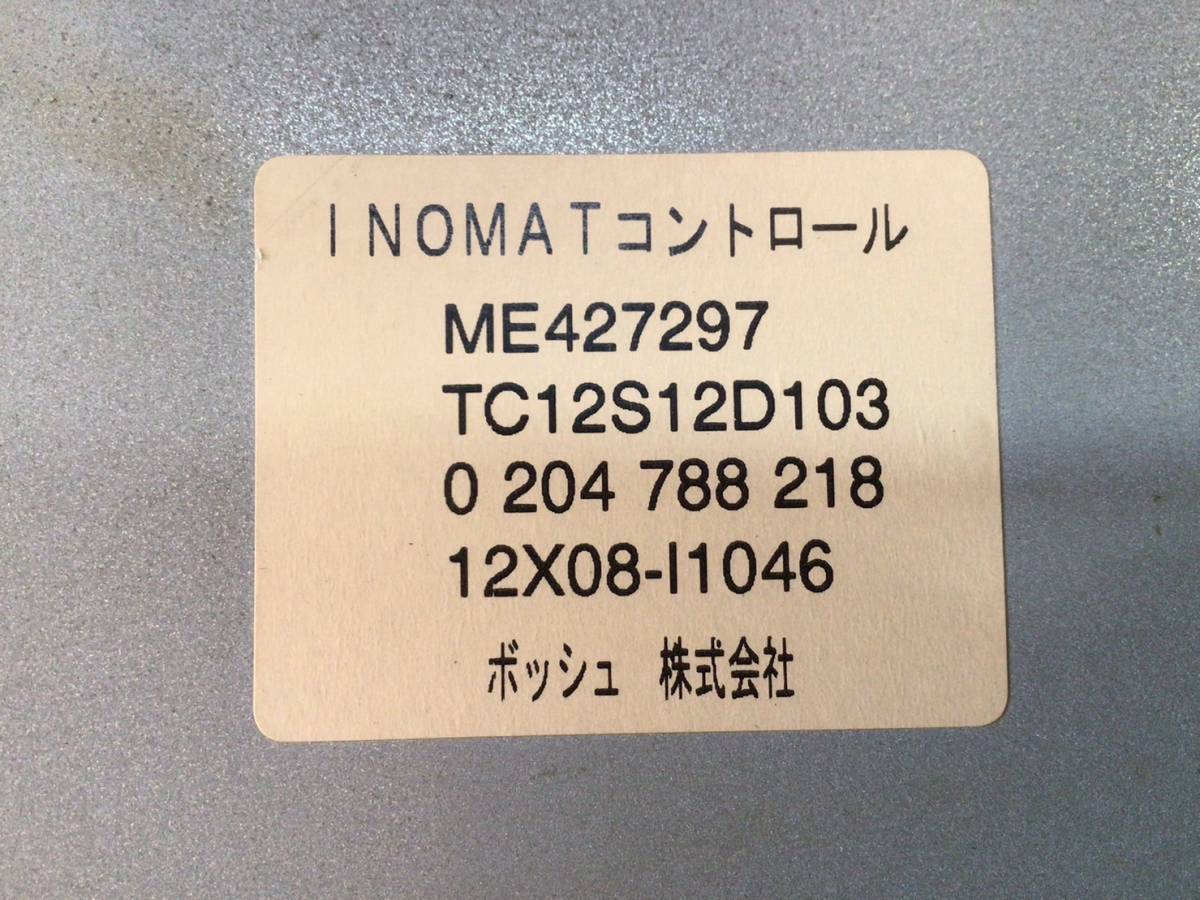 INOMATコントロール
ME427297
TC12S12D103
0 204 788 218
12X08-I1046
ボッシュ 株式会社